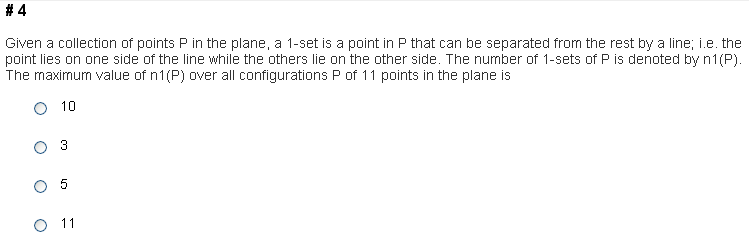 # 4
Given a collection of points P in the plane, a 1-set is a point in P that can be separated from the rest by a line; i.e. the
point lies on one side of the line while the others lie on the other side. The number of 1-sets of P is denoted by n1(P).
The maximum value of n1(P) over all configurations P of 11 points in the plane is
10
3
5
11